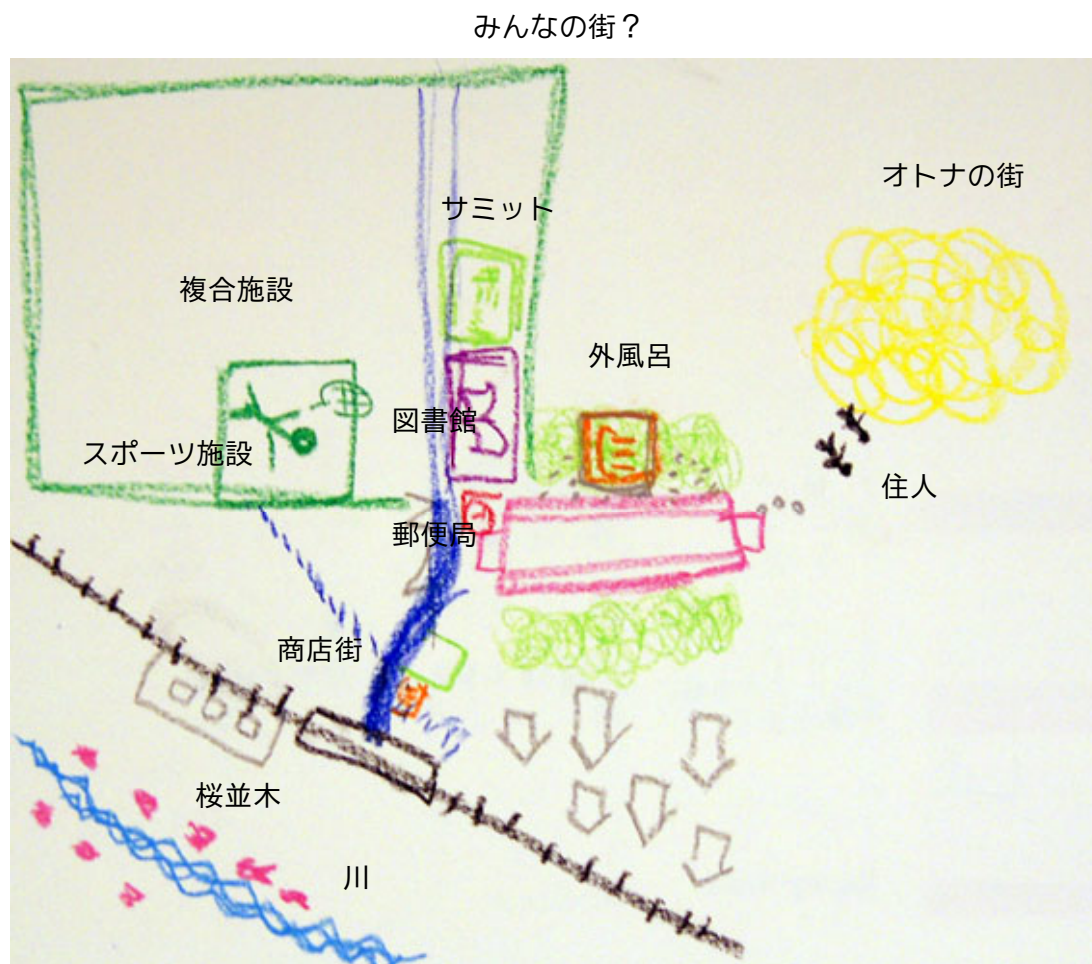 みんなの街？
オトナの街
サミット
複合施設
外風呂
図書館
スポーツ施設
住人
郵便局
商店街
桜並木
川